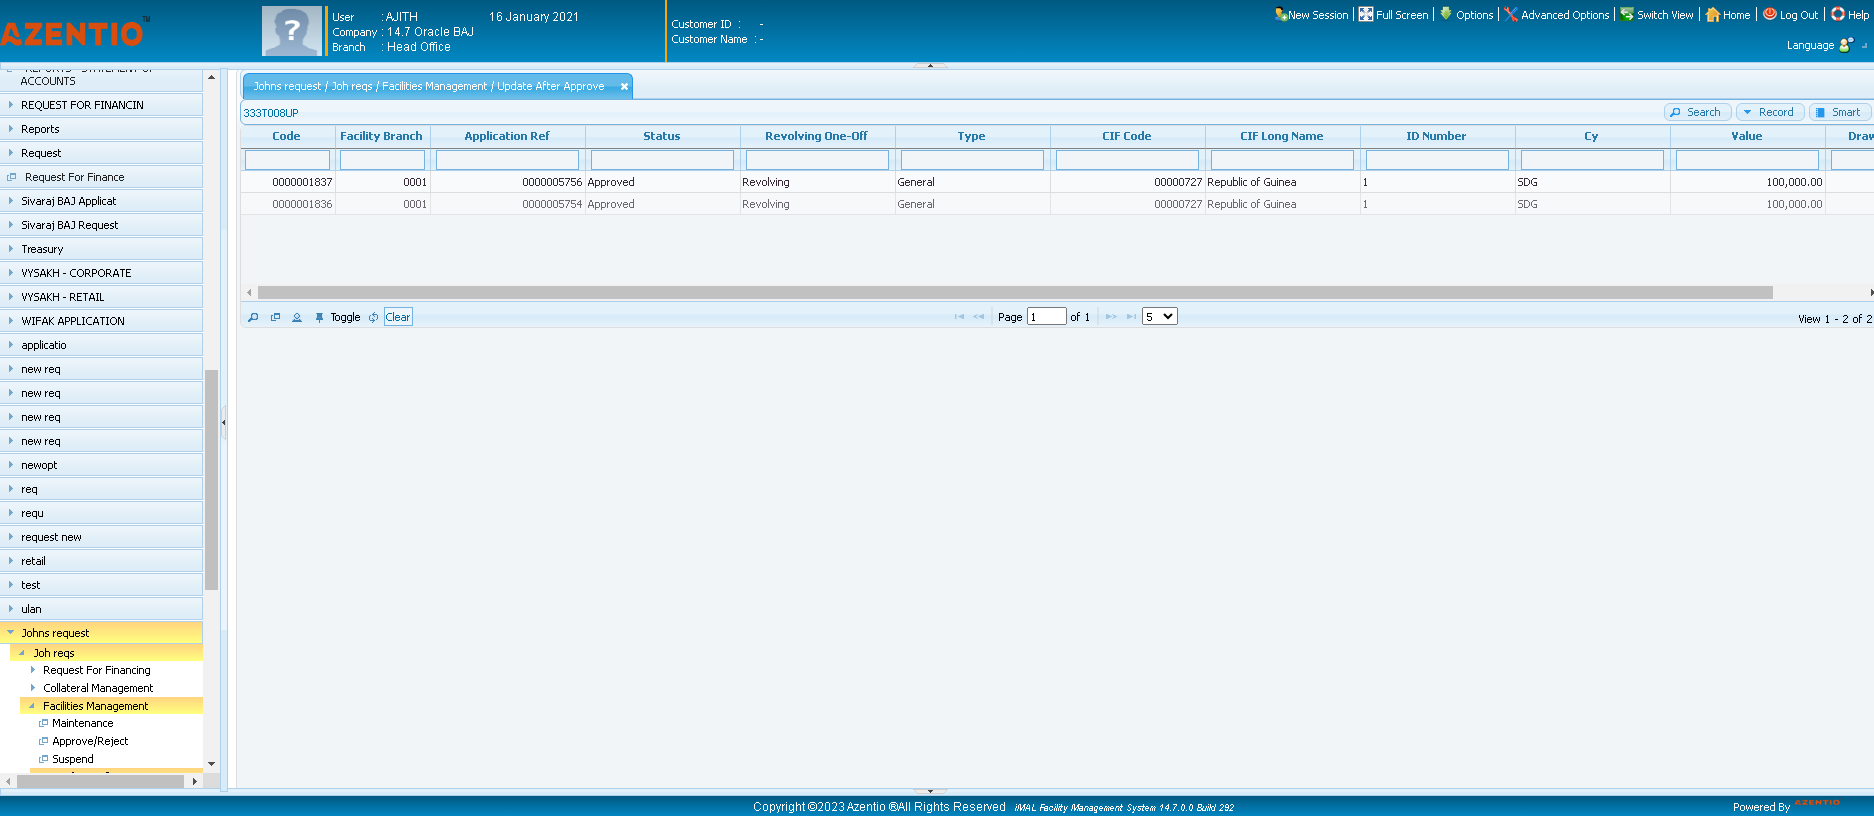 AZENTIO™
User : AJITH 16 January 2021
Company : 14.7 Oracle BAJ
Branch : Head Office
Customer ID : -
Customer Name : -
New Session Full Screen Options Advanced Options Switch View Home Log Out Help
Language
REPORTS - STATEMENT OF
ACCOUNTS
REQUEST FOR FINANCIN
Reports
Request
Request For Finance
Sivaraj BAJ Applicat
Sivaraj BAJ Request
Treasury
VYSAKH - CORPORATE
VYSAKH - RETAIL
WIFAK APPLICATION
applicatio
new req
new req
new req
new req
newopt
req
requ
request new
retail
test
ulan
Johns request
Joh reqs
Request For Financing
Collateral Management
Facilities Management
Maintenance
Approve/Reject
Suspend
Johns request / Joh reqs / Facilities Management / Update After Approve
333T008UP
Search Record Smart
Code Facility Branch Application Ref Status Revolving One-Off Type CIF Code CIF Long Name ID Number Cy Value Draw
0000001837 0001 0000005756 Approved Revolving General 00000727 Republic of Guinea 1 SDG 100,000.00
0000001836 0001 0000005754 Approved Revolving General 00000727 Republic of Guinea 1 SDG 100,000.00
Toggle Clear Page 1 of 1 5 View 1 - 2 of 2
Copyright ©2023 Azentio ®All Rights Reserved iMAL Facility Management System 14.7.0.0 Build 292
Powered By AZENTIO